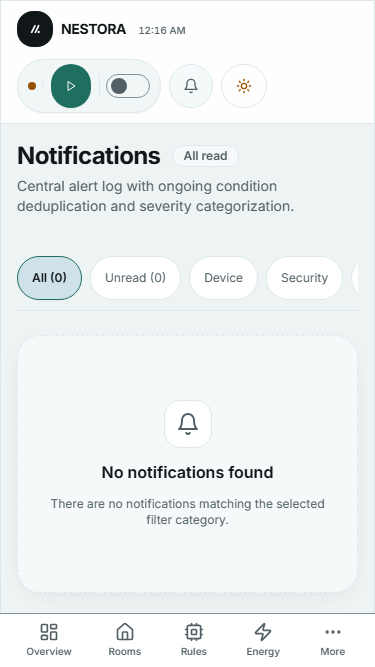 NESTORA 12:16 AM
Notifications All read
Central alert log with ongoing condition
deduplication and severity categorization.
All (0) Unread (0) Device Security
No notifications found
There are no notifications matching the selected
filter category.
Overview Rooms Rules Energy More